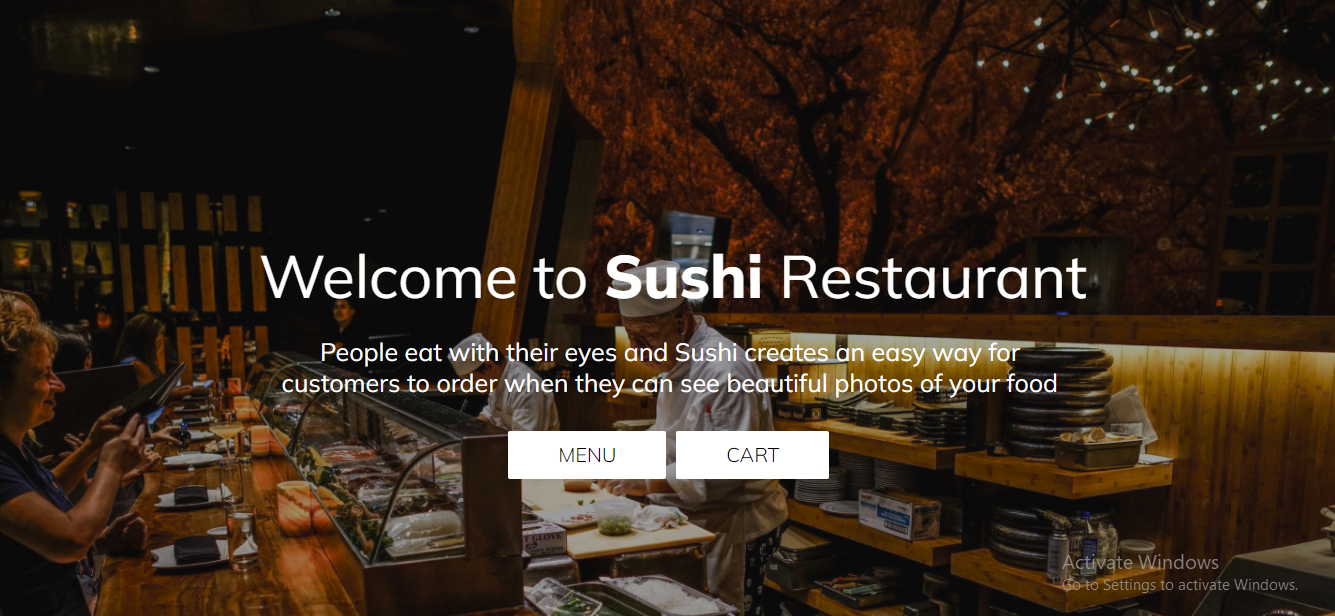 Welcome to Sushi Restaurant
People eat with their eyes and Sushi creates an easy way for
customers to order when they can see beautiful photos of your food
MENU
CART
GLOVE
Activate Windows
Go to Settings to activate Windows.